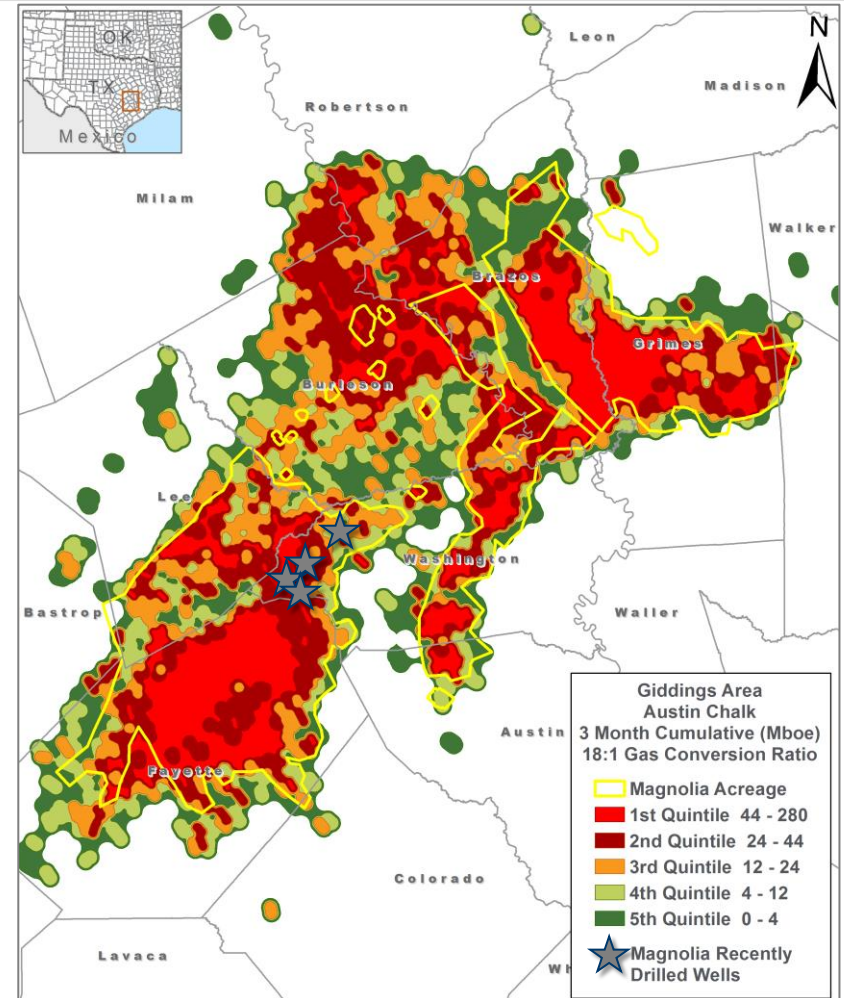 OK
TX
Mexico
N
Leon
Madison
Robertson
Milam
Walker
Brazos
Grimes
Burleson
Lee
Washington
Bastrop
Waller
Austin
Fayette
Colorado
Lavaca
Wh
Giddings Area
Austin Chalk
3 Month Cumulative (Mboe)
18:1 Gas Conversion Ratio
Magnolia Acreage
1st Quintile 44 - 280
2nd Quintile 24 - 44
3rd Quintile 12 - 24
4th Quintile 4 - 12
5th Quintile 0 - 4
Magnolia Recently
Drilled Wells